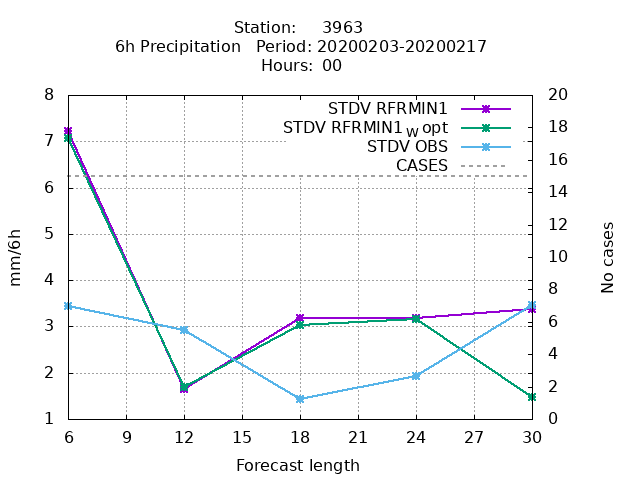 Station: 3963
6h Precipitation Period: 20200203-20200217
Hours: 00
8 20
STDV RFRMIN1
18
STDV RFRMIN1 w opt
7
STDV OBS
16
CASES
6
14
5 12
mm/6h
No cases
10
4
8
3 6
4
2
2
1 0
6 9 12 15 18 21 24 27 30
Forecast length